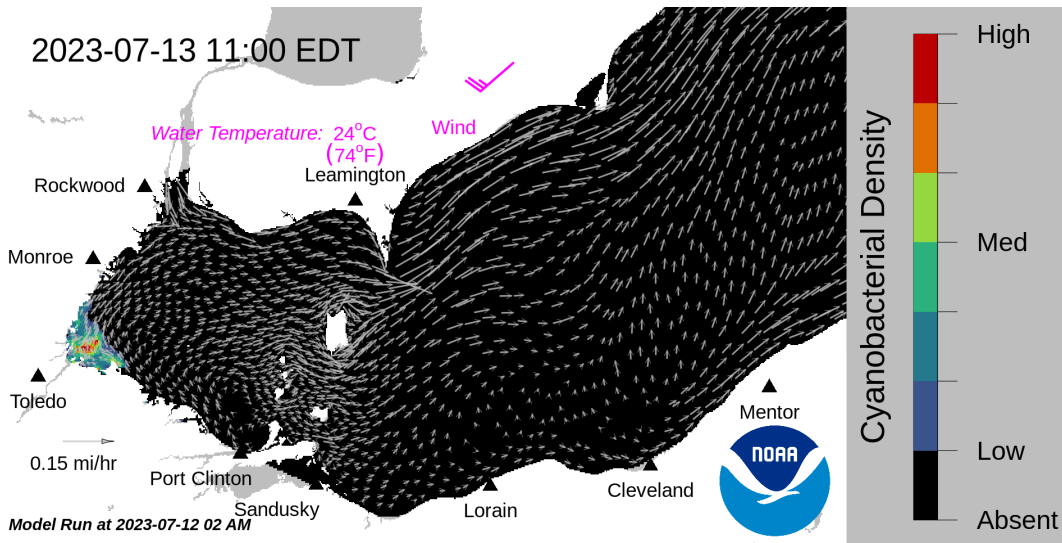 2023-07-13 11:00 EDT
High
Water Temperature: 24°C
(74°F)
Wind
Leamington
Rockwood
Monroe
Med
Cyanobacterial Density
Toledo
Mentor
NOAA
0.15 mi/hr
Port Clinton
Sandusky
Lorain
Cleveland
Low
Model Run at 2023-07-12 02 AM
Absent